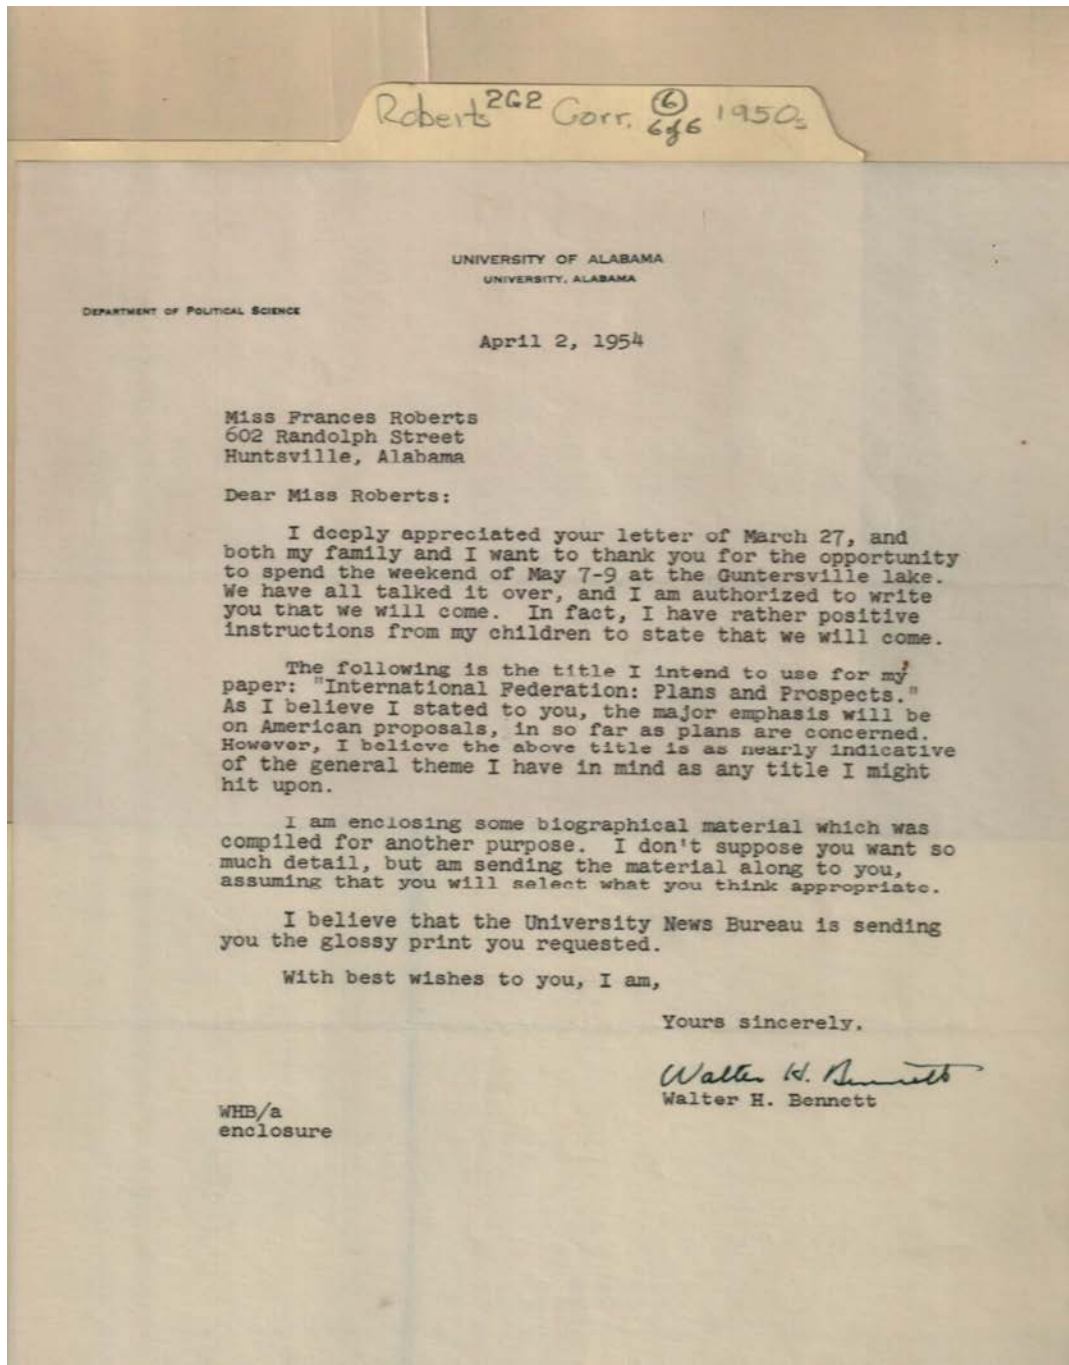 Roberts 2G2 Corr. 6 6 of 6 1950s
UNIVERSITY OF ALABAMA
UNIVERSITY, ALABAMA
DEPARTMENT OF POLITICAL SCIENCE
April 2, 1954
Miss Frances Roberts
602 Randolph Street
Huntsville, Alabama
Dear Miss Roberts:
I deeply appreciated your letter of March 27, and
both my family and I want to thank you for the opportunity
to spend the weekend of May 7-9 at the Guntersville lake.
We have all talked it over, and I am authorized to write
you that we will come. In fact, I have rather positive
instructions from my children to state that we will come.
The following is the title I intend to use for my
paper: "International Federation: Plans and Prospects."
As I believe I stated to you, the major emphasis will be
on American proposals, in so far as plans are concerned.
However, I believe the above title is as nearly indicative
of the general theme I have in mind as any title I might
hit upon.
I am enclosing some biographical material which was
compiled for another purpose. I don't suppose you want so
much detail, but am sending the material along to you,
assuming that you will select what you think appropriate.
I believe that the University News Bureau is sending
you the glossy print you requested.
With best wishes to you, I am,
Yours sincerely,
Walter H. Bennett
Walter H. Bennett
WHB/a
enclosure